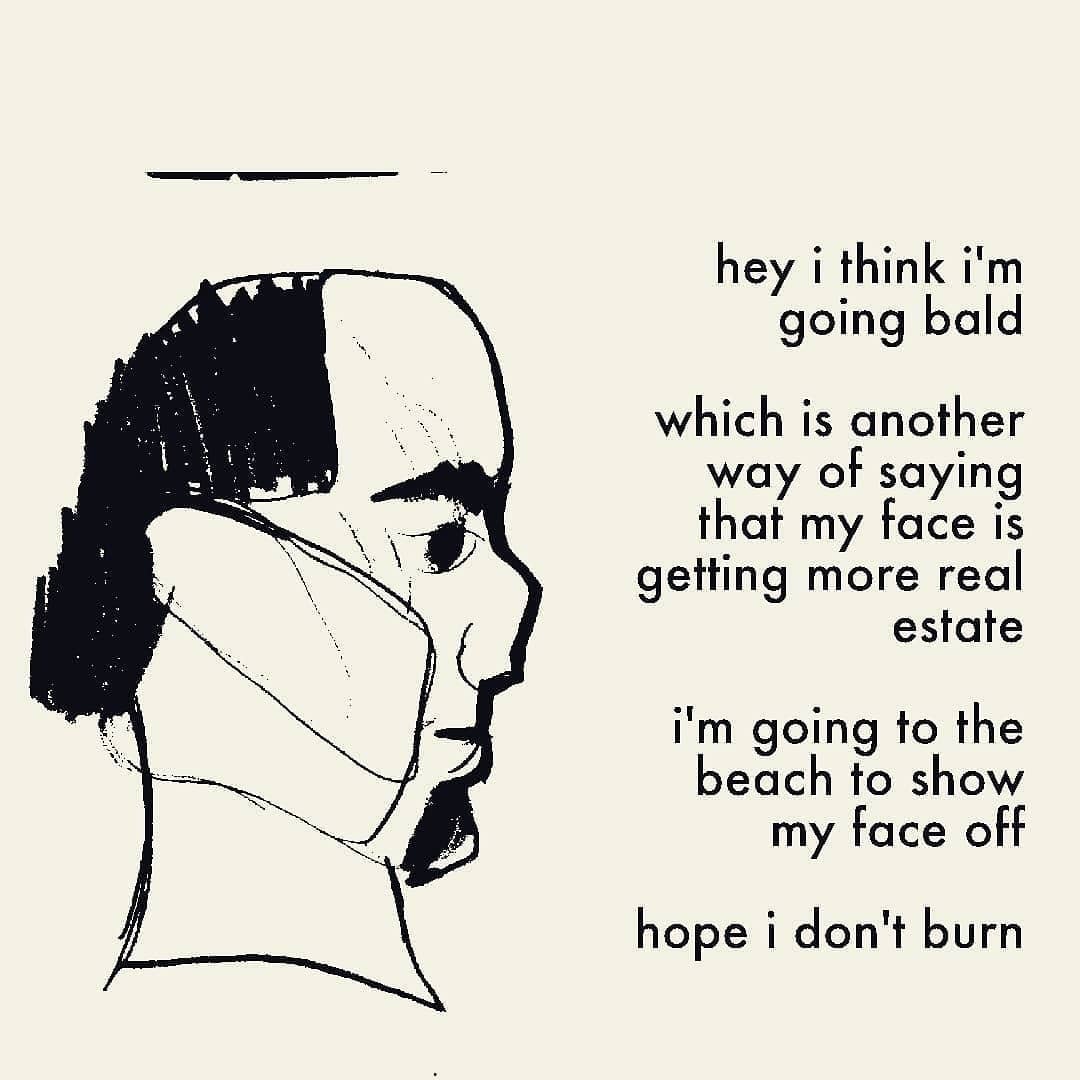 hey i think i'm
going bald
which is another
way of saying
that my face is
getting more real
estate
i'm going to the
beach to show
my face off
hope i don't burn